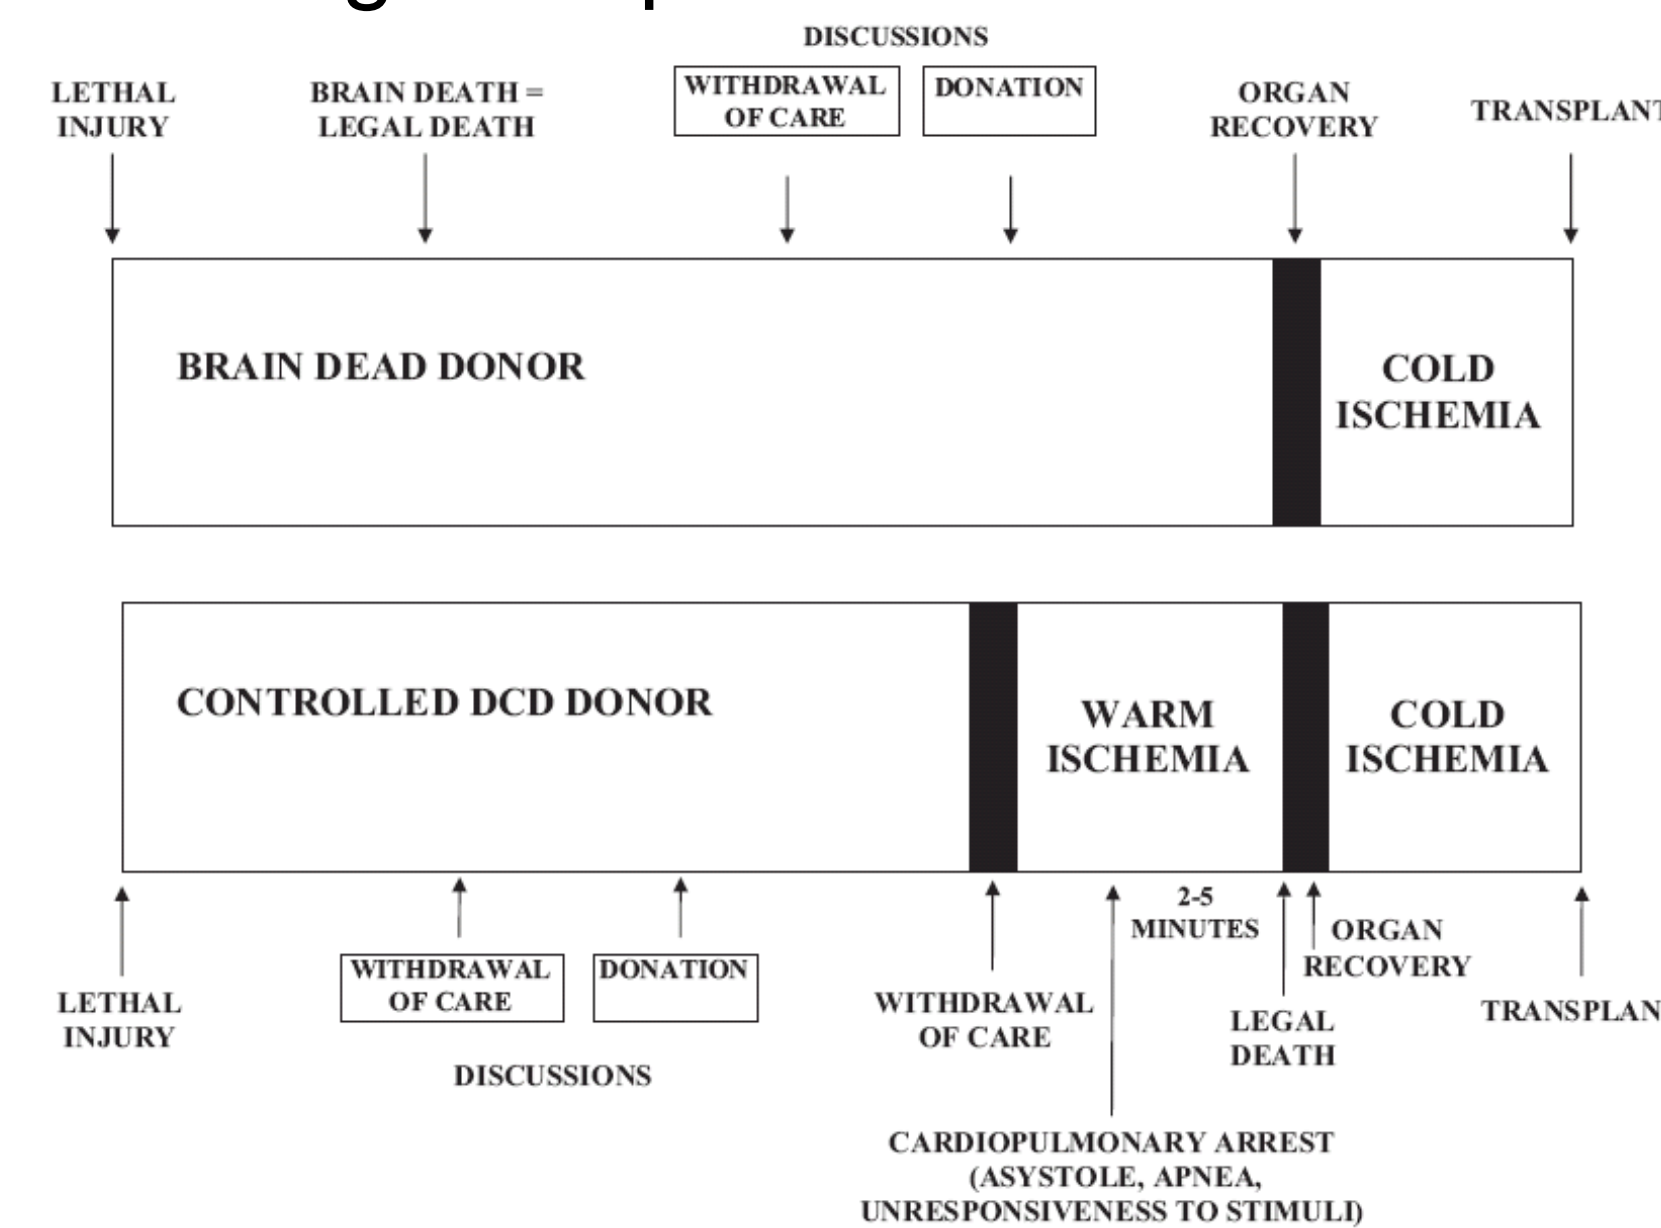 DISCUSSIONS
LETHAL
INJURY
BRAIN DEATH =
LEGAL DEATH
WITHDRAWAL
OF CARE
DONATION
ORGAN
RECOVERY
TRANSPLANT
BRAIN DEAD DONOR
COLD
ISCHEMIA
CONTROLLED DCD DONOR
WARM
ISCHEMIA
COLD
ISCHEMIA
LETHAL
INJURY
WITHDRAWAL
OF CARE
DONATION
DISCUSSIONS
WITHDRAWAL
OF CARE
2-5
MINUTES
LEGAL
DEATH
ORGAN
RECOVERY
TRANSPLAN
CARDIOPULMONARY ARREST
(ASYSTOLE, APNEA,
UNRESPONSIVENESS TO STIMULI)